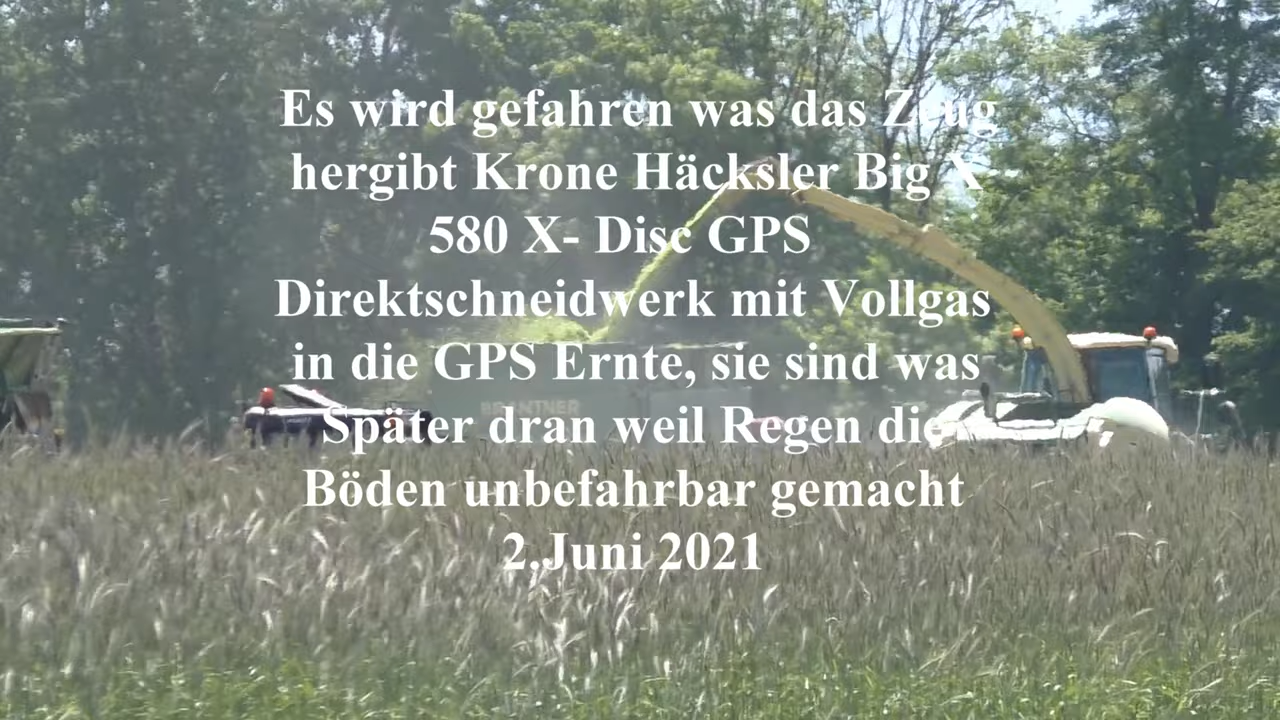 Es wird gefahren was das Zeug
hergibt Krone Häcksler Big X
580 X- Disc GPS
Direktschneidwerk mit Vollgas
in die GPS Ernte, sie sind was
Später dran weil Regen die
Böden unbefahrbar gemacht
2.Juni 2021
BRANTNER